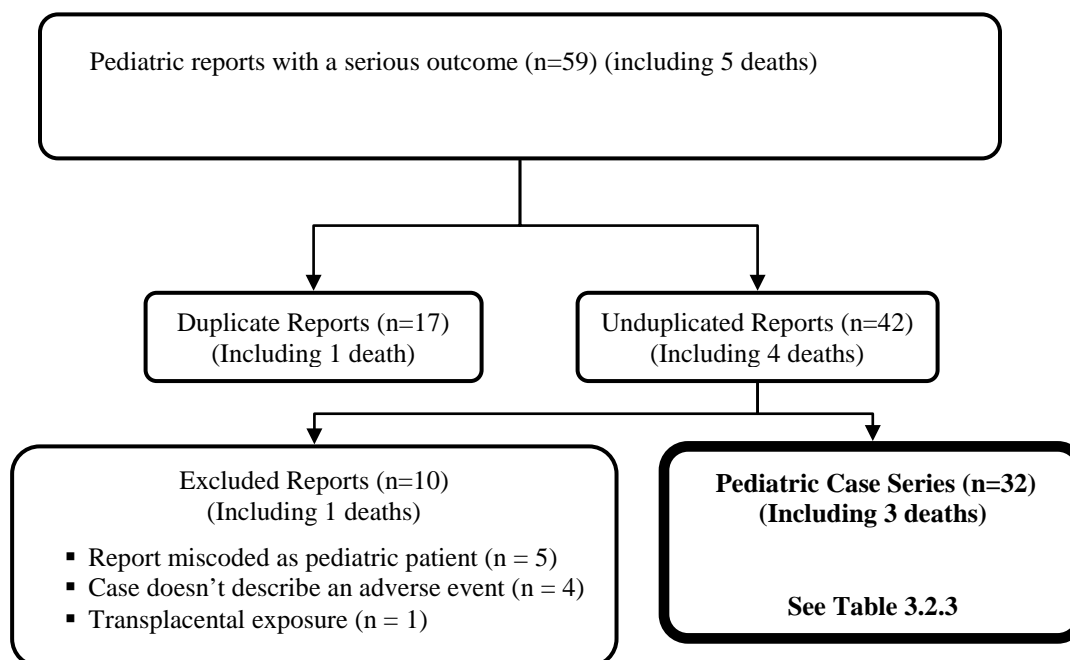 Pediatric reports with a serious outcome (n=59) (including 5 deaths)
Duplicate Reports (n=17)
(Including 1 death)
Unduplicated Reports (n=42)
(Including 4 deaths)
Excluded Reports (n=10)
(Including 1 deaths)
▪ Report miscoded as pediatric patient (n = 5)
▪ Case doesn’t describe an adverse event (n = 4)
▪ Transplacental exposure (n = 1)
Pediatric Case Series (n=32)
(Including 3 deaths)
See Table 3.2.3